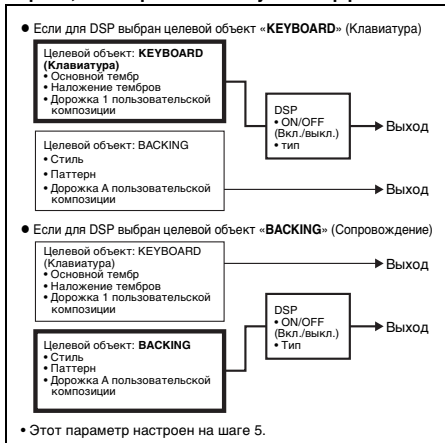 ● Если для DSP выбран целевой объект «KEYBOARD» (Клавиатура)
Целевой объект: KEYBOARD
(Клавиатура)
• Основной тембр
• Наложение тембров
• Дорожка 1 пользовательской
композиции
DSP
• ON/OFF
(Вкл./выкл.)
• тип
Выход
Целевой объект: BACKING
• Стиль
• Паттерн
• Дорожка A пользовательской
композиции
Выход
● Если для DSP выбран целевой объект «BACKING» (Сопровождение)
Целевой объект: KEYBOARD
(Клавиатура)
• Основной тембр
• Наложение тембров
• Дорожка 1 пользовательской
композиции
Выход
DSP
• ON/OFF
(Вкл./выкл.)
• Тип
Выход
Целевой объект: BACKING
• Стиль
• Паттерн
• Дорожка A пользовательской
композиции
• Этот параметр настроен на шаге 5.